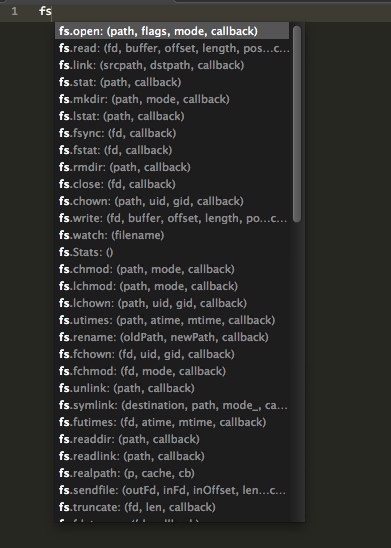 1 fs
fs.open: (path, flags, mode, callback)
fs.read: (fd, buffer, offset, length, pos...c...
fs.link: (srcpath, dstpath, callback)
fs.stat: (path, callback)
fs.mkdir: (path, mode, callback)
fs.lstat: (path, callback)
fs.fsync: (fd, callback)
fs.fstat: (fd, callback)
fs.rmdir: (path, callback)
fs.close: (fd, callback)
fs.chown: (path, uid, gid, callback)
fs.write: (fd, buffer, offset, length, po...c...
fs.watch: (filename)
fs.Stats: ()
fs.chmod: (path, mode, callback)
fs.lchmod: (path, mode, callback)
fs.lchown: (path, uid, gid, callback)
fs.utimes: (path, atime, mtime, callback)
fs.rename: (oldPath, newPath, callback)
fs.fchown: (fd, uid, gid, callback)
fs.fchmod: (fd, mode, callback)
fs.unlink: (path, callback)
fs.symlink: (destination, path, mode_, ca...
fs.futimes: (fd, atime, mtime, callback)
fs.readdir: (path, callback)
fs.readlink: (path, callback)
fs.realpath: (p, cache, cb)
fs.sendfile: (outFd, inFd, inOffset, len...c...
fs.truncate: (fd, len, callback)